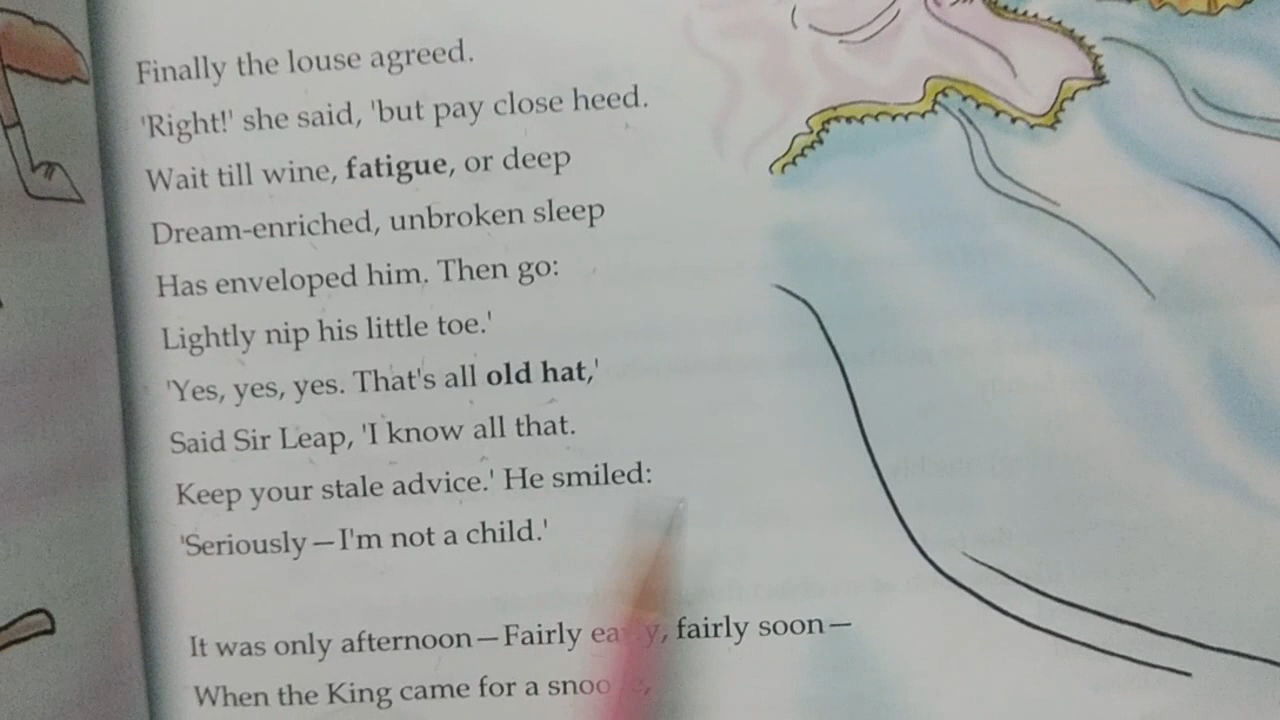 Finally the louse agreed.
'Right!' she said, 'but pay close heed.
Wait till wine, fatigue, or deep
Dream-enriched, unbroken sleep
Has enveloped him. Then go:
Lightly nip his little toe.'
'Yes, yes, yes. That's all old hat,'
Said Sir Leap, 'I know all that.
Keep your stale advice.' He smiled:
'Seriously—I'm not a child.'
It was only afternoon—Fairly early, fairly soon—
When the King came for a